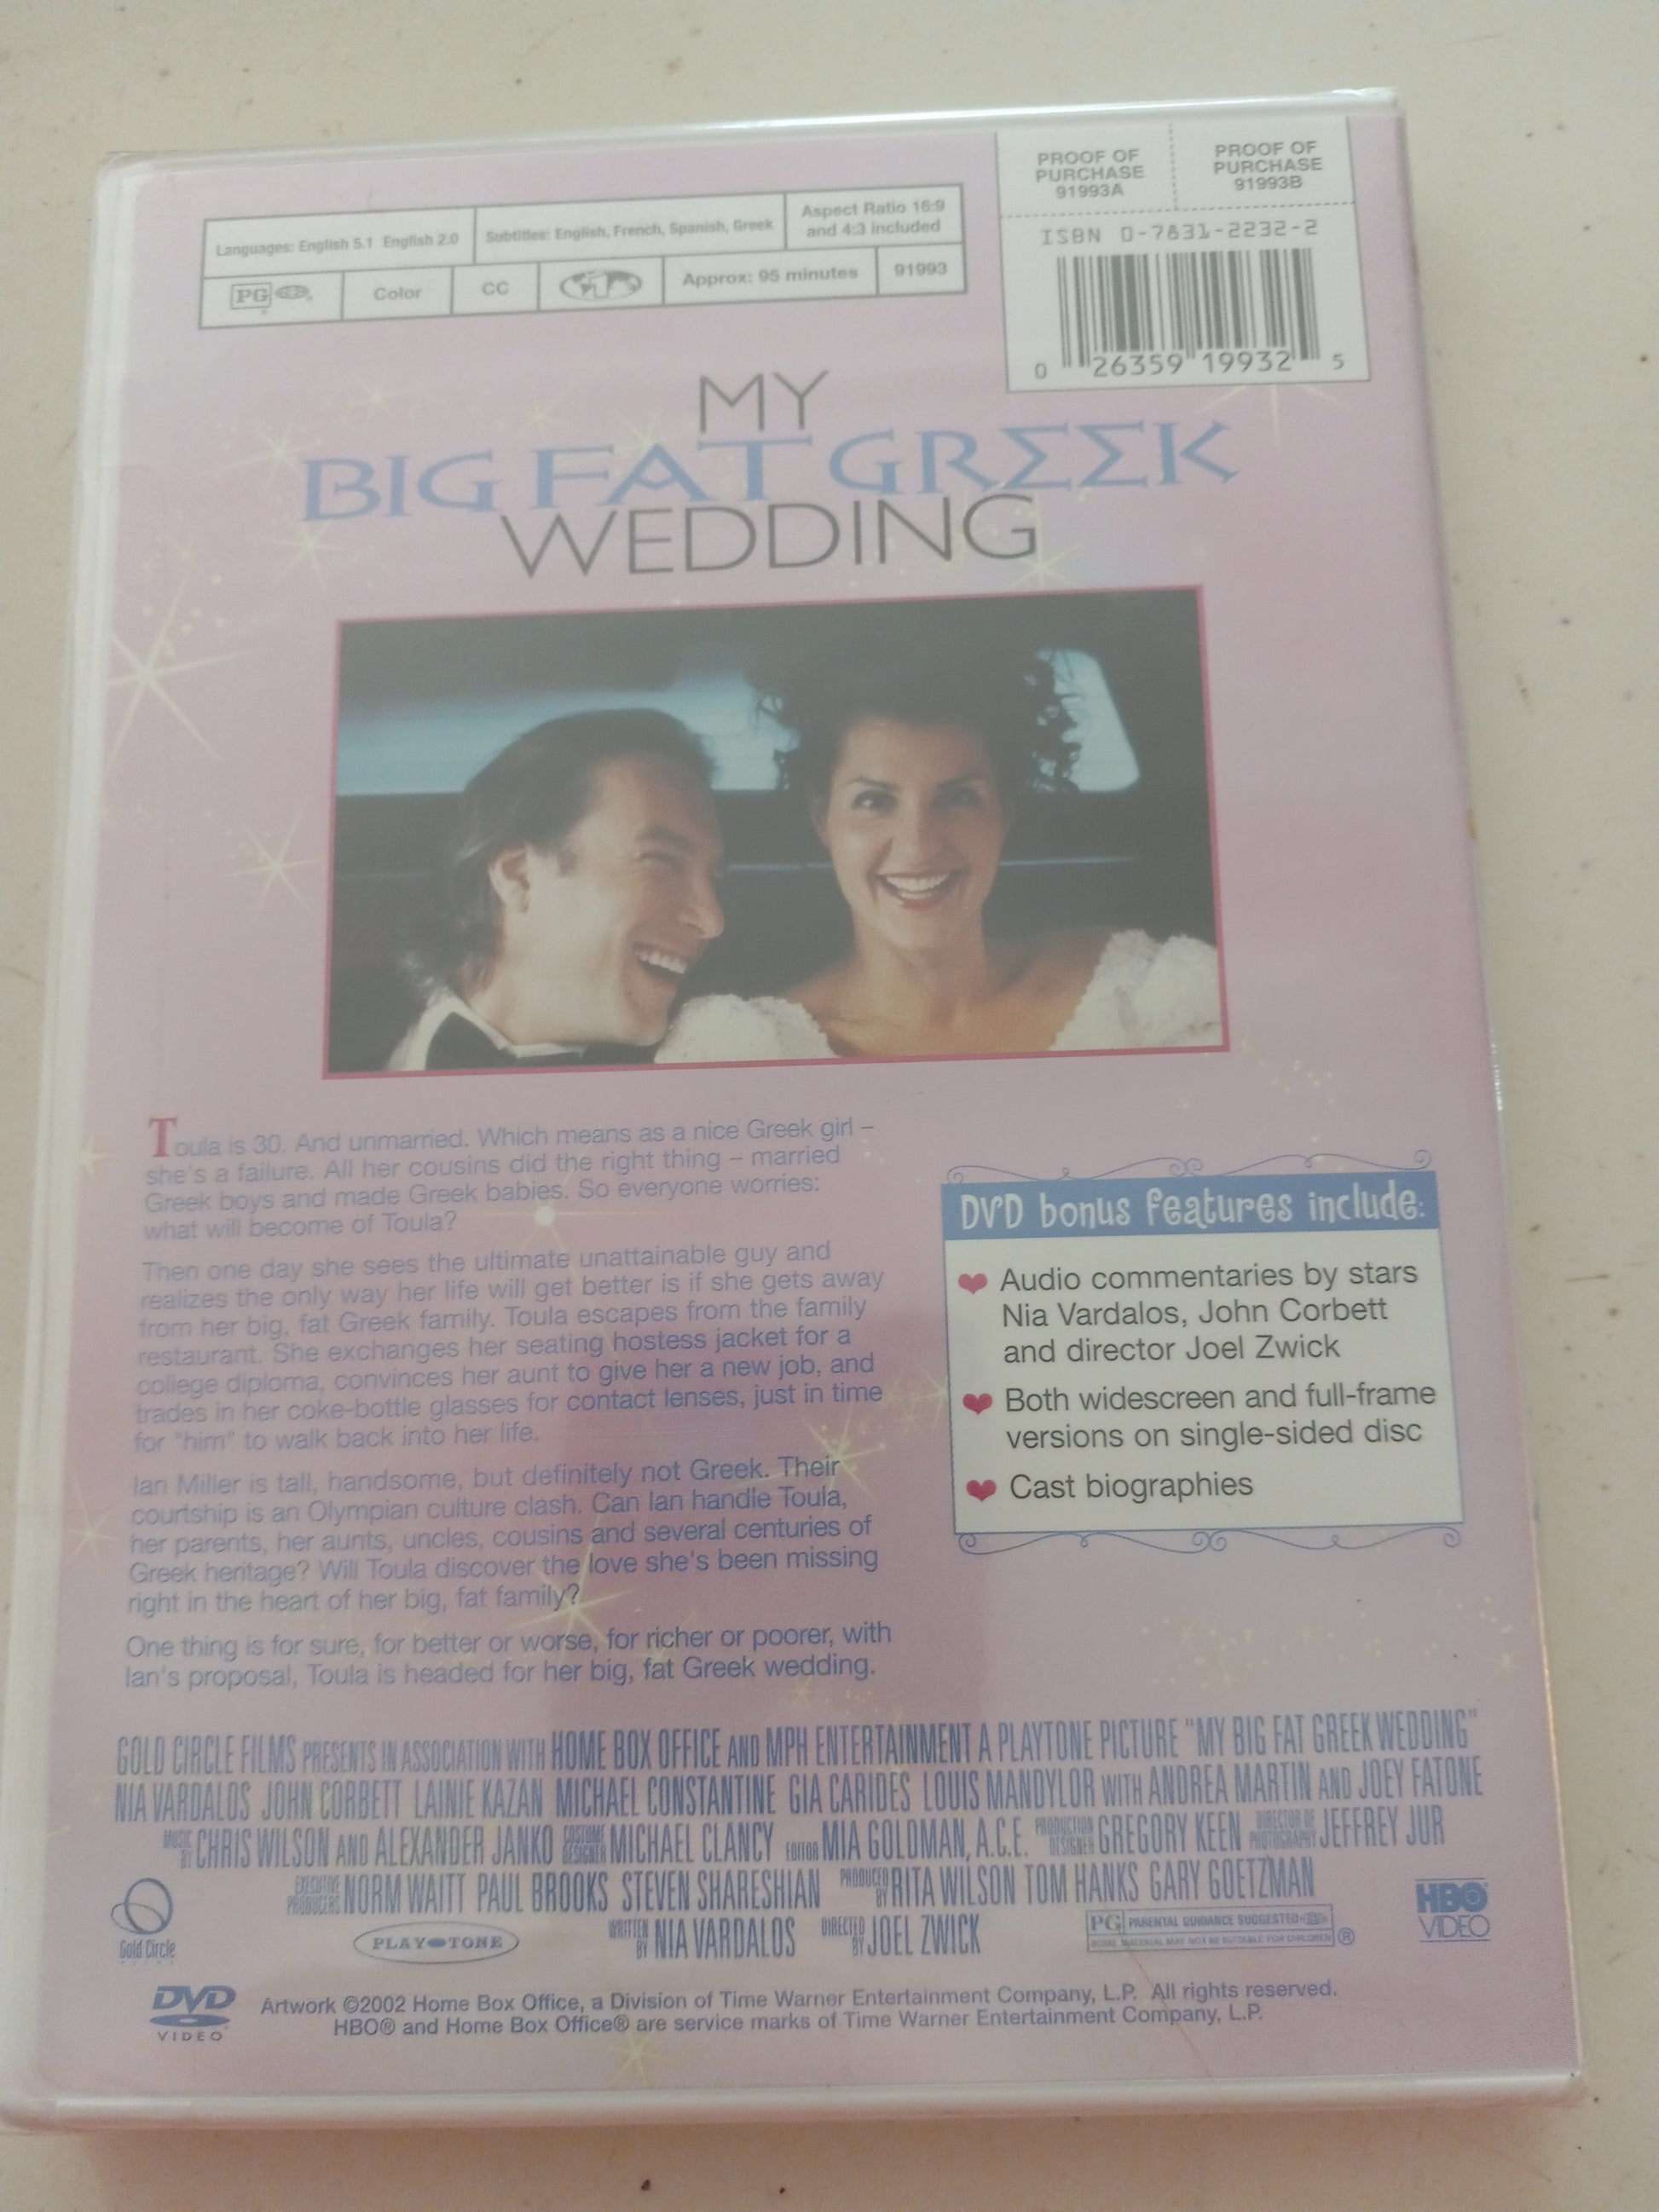 PROOF OF
PURCHASE
91993A
PROOF OF
PURCHASE
91993B
Languages: English 5.1 English 2.0
Subtitles: English, French, Spanish, Greek
Aspect Ratio 16:9
and 4:3 included
PG
Color
CC
1
Approx: 95 minutes
91993
ISBN 0-7831-2232-2
0 26359 19932 5
MY
BIG FAT GRΣΣK
WEDDING
Toula is 30. And unmarried. Which means as a nice Greek girl –
she's a failure. All her cousins did the right thing – married
Greek boys and made Greek babies. So everyone worries:
what will become of Toula?
Then one day she sees the ultimate unattainable guy and
realizes the only way her life will get better is if she gets away
from her big, fat Greek family. Toula escapes from the family
restaurant. She exchanges her seating hostess jacket for a
college diploma, convinces her aunt to give her a new job, and
trades in her coke-bottle glasses for contact lenses, just in time
for "him" to walk back into her life.
Ian Miller is tall, handsome, but definitely not Greek. Their
courtship is an Olympian culture clash. Can Ian handle Toula,
her parents, her aunts, uncles, cousins and several centuries of
Greek heritage? Will Toula discover the love she's been missing
right in the heart of her big, fat family?
One thing is for sure, for better or worse, for richer or poorer, with
Ian's proposal, Toula is headed for her big, fat Greek wedding.
DVD bonus features include:
Audio commentaries by stars
Nia Vardalos, John Corbett
and director Joel Zwick
Both widescreen and full-frame
versions on single-sided disc
Cast biographies
GOLD CIRCLE FILMS PRESENTS IN ASSOCIATION WITH HOME BOX OFFICE AND MPH ENTERTAINMENT A PLAYTONE PICTURE "MY BIG FAT GREEK WEDDING"
NIA VARDALOS JOHN CORBETT LAINIE KAZAN MICHAEL CONSTANTINE GIA CARIDES LOUIS MANDYLOR WITH ANDREA MARTIN AND JOEY FATONE
MUSIC BY CHRIS WILSON AND ALEXANDER JANKO COSTUME DESIGNER MICHAEL CLANCY EDITOR MIA GOLDMAN, A.C.E. PRODUCTION DESIGNER GREGORY KEEN DIRECTOR OF PHOTOGRAPHY JEFFREY JUR
EXECUTIVE PRODUCERS NORM WAITT PAUL BROOKS STEVEN SHARESHIAN PRODUCED BY RITA WILSON TOM HANKS GARY GOETZMAN
WRITTEN BY NIA VARDALOS DIRECTED BY JOEL ZWICK
Gold Circle
FILMS
PLAY TONE
PG PARENTAL GUIDANCE SUGGESTED
SOME MATERIAL MAY NOT BE SUITABLE FOR CHILDREN ®
HBO
VIDEO
DVD
VIDEO
Artwork ©2002 Home Box Office, a Division of Time Warner Entertainment Company, L.P. All rights reserved.
HBO® and Home Box Office® are service marks of Time Warner Entertainment Company, L.P.